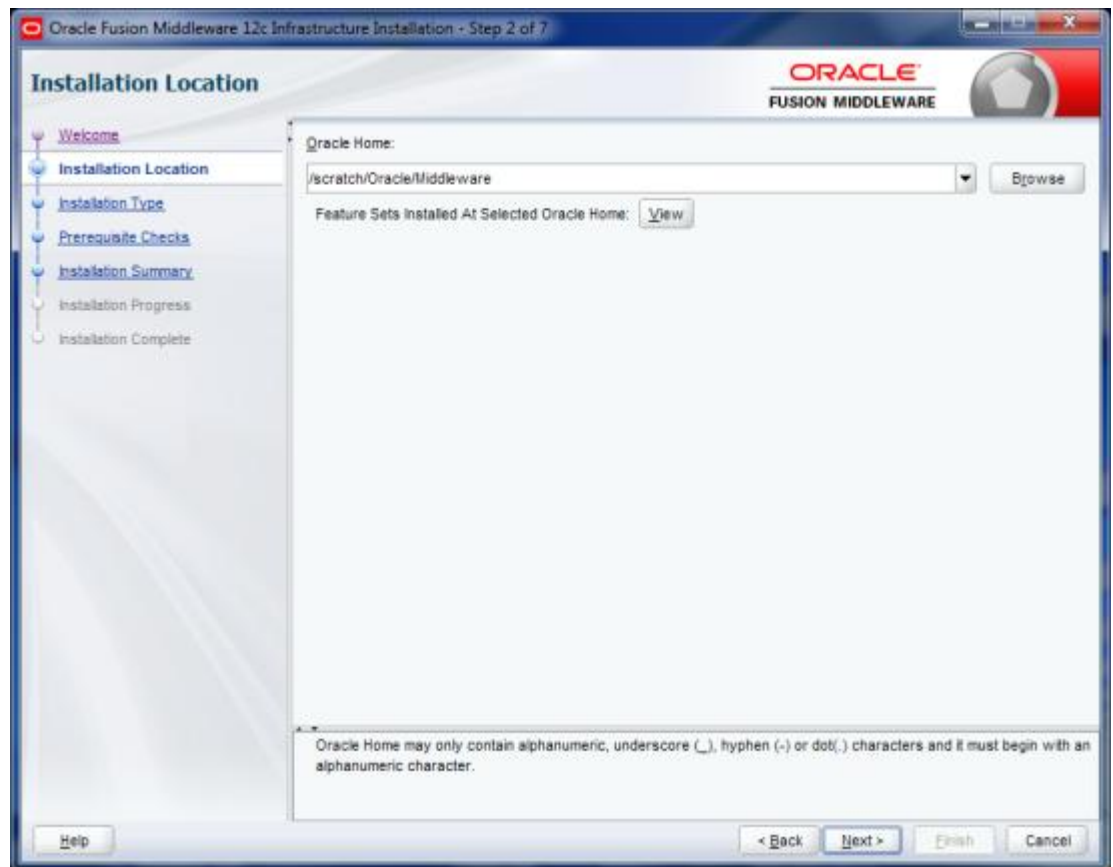 Oracle Fusion Middleware 12c Infrastructure Installation - Step 2 of 7
Installation Location
ORACLE
FUSION MIDDLEWARE
Welcome
Installation Location
Installation Type
Prerequisite Checks
Installation Summary
Installation Progress
Installation Complete
Oracle Home:
/scratch/Oracle/Middleware
Browse
Feature Sets Installed At Selected Oracle Home: View
Oracle Home may only contain alphanumeric, underscore (_), hyphen (-) or dot(.) characters and it must begin with an
alphanumeric character.
Help
< Back Next > Finish Cancel